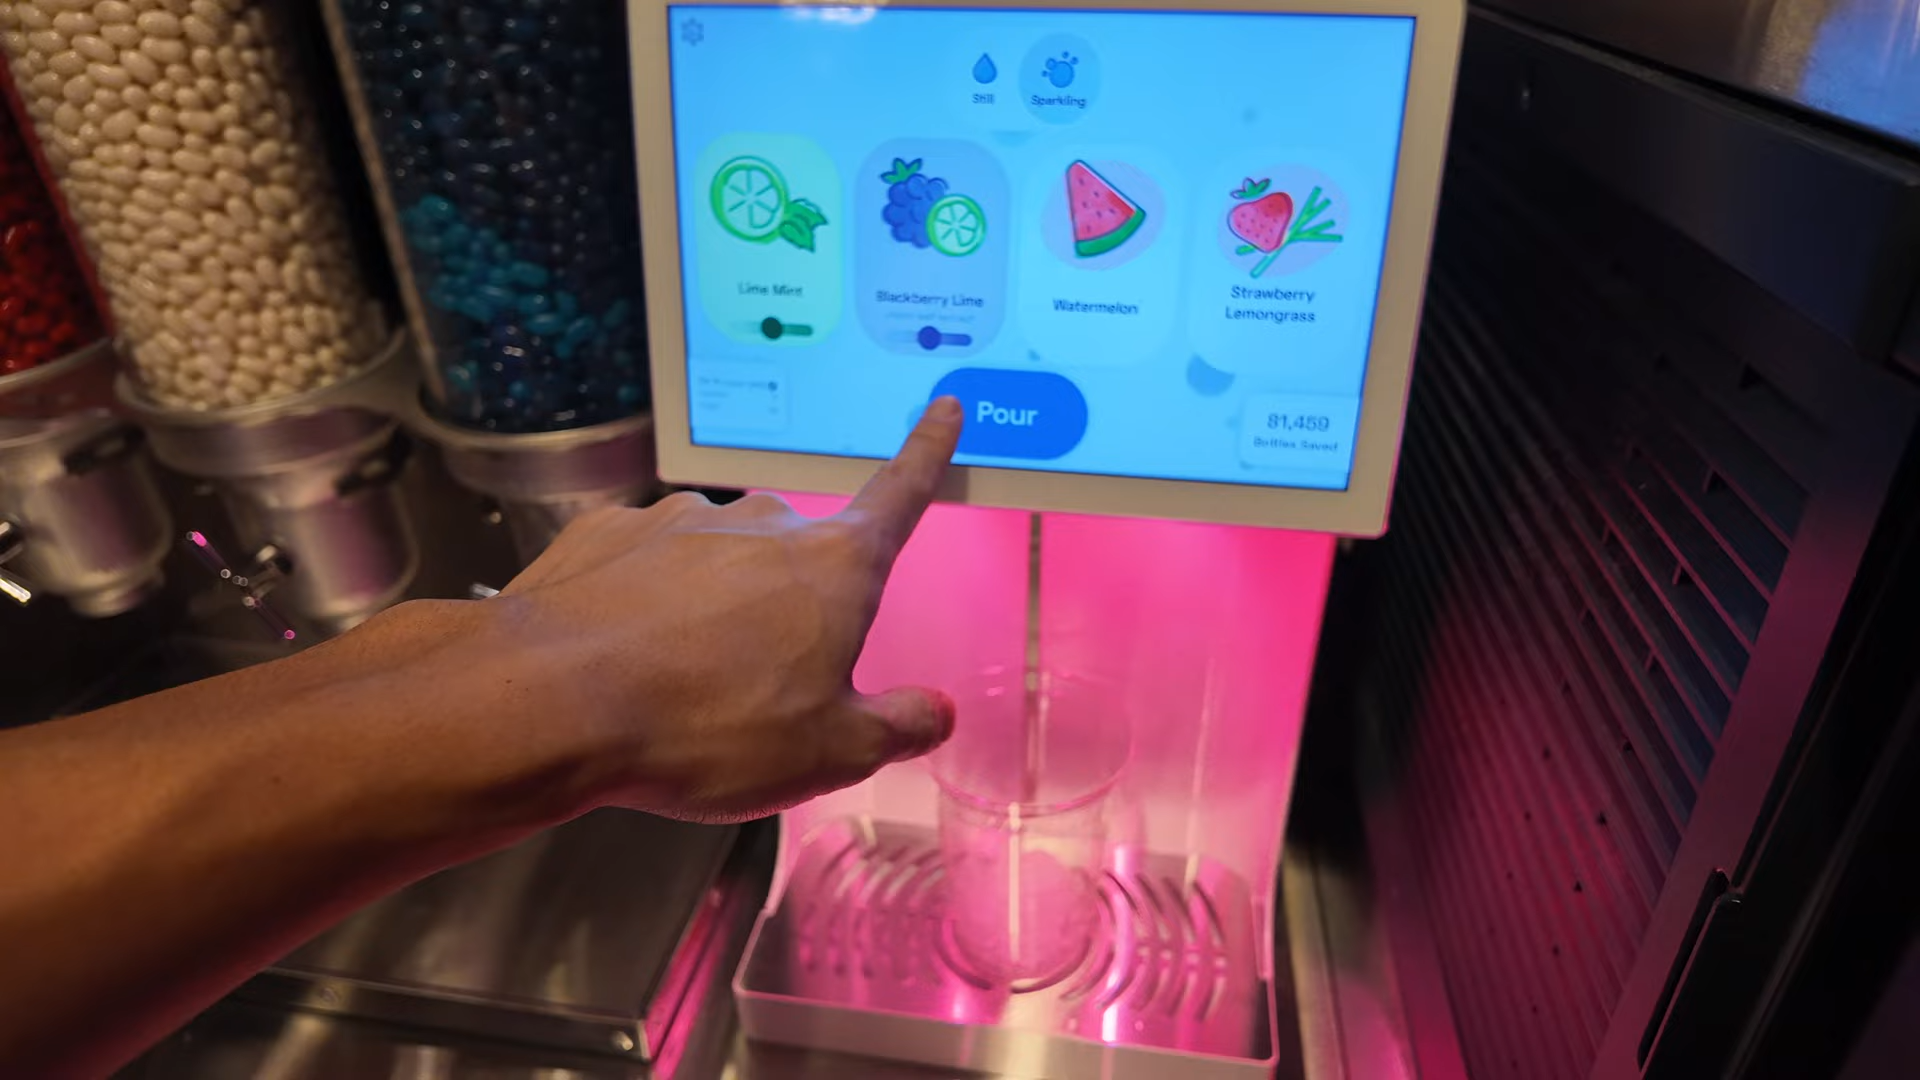 Still
Sparkling
Lime Mint
Blackberry Lime
Watermelon
Strawberry
Lemongrass
Pour
81,459
Bottles Saved